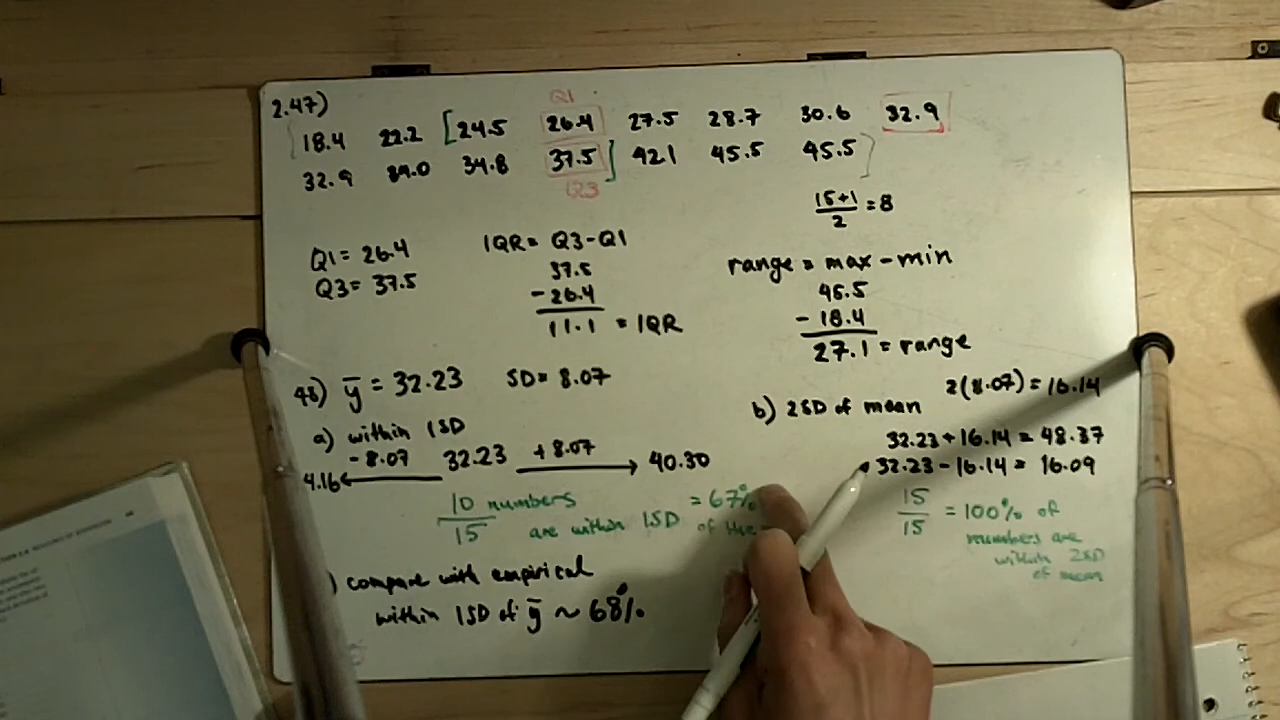 2.47)
Q1
18.4 22.2 [24.5 26.4 27.5 28.7 30.6 32.9
32.9 34.0 34.8 37.5] 42.1 45.5 45.5
Q3
15+1
2 = 8
Q1 = 26.4
Q3 = 37.5
IQR = Q3-Q1
37.5
- 26.4
11.1 = IQR
range = max - min
45.5
- 18.4
27.1 = range
48) y̅ = 32.23 SD = 8.07
a) within 1SD
- 8.07 32.23 + 8.07
4.16 40.30
10 numbers = 67%
15 are within 1SD of the
b) 2SD of mean 2(8.07) = 16.14
32.23 + 16.14 = 48.37
32.23 - 16.14 = 16.09
15
15 = 100% of
numbers are
within 2SD
of mean
) compare with empirical
within 1SD of y̅ ~ 68%